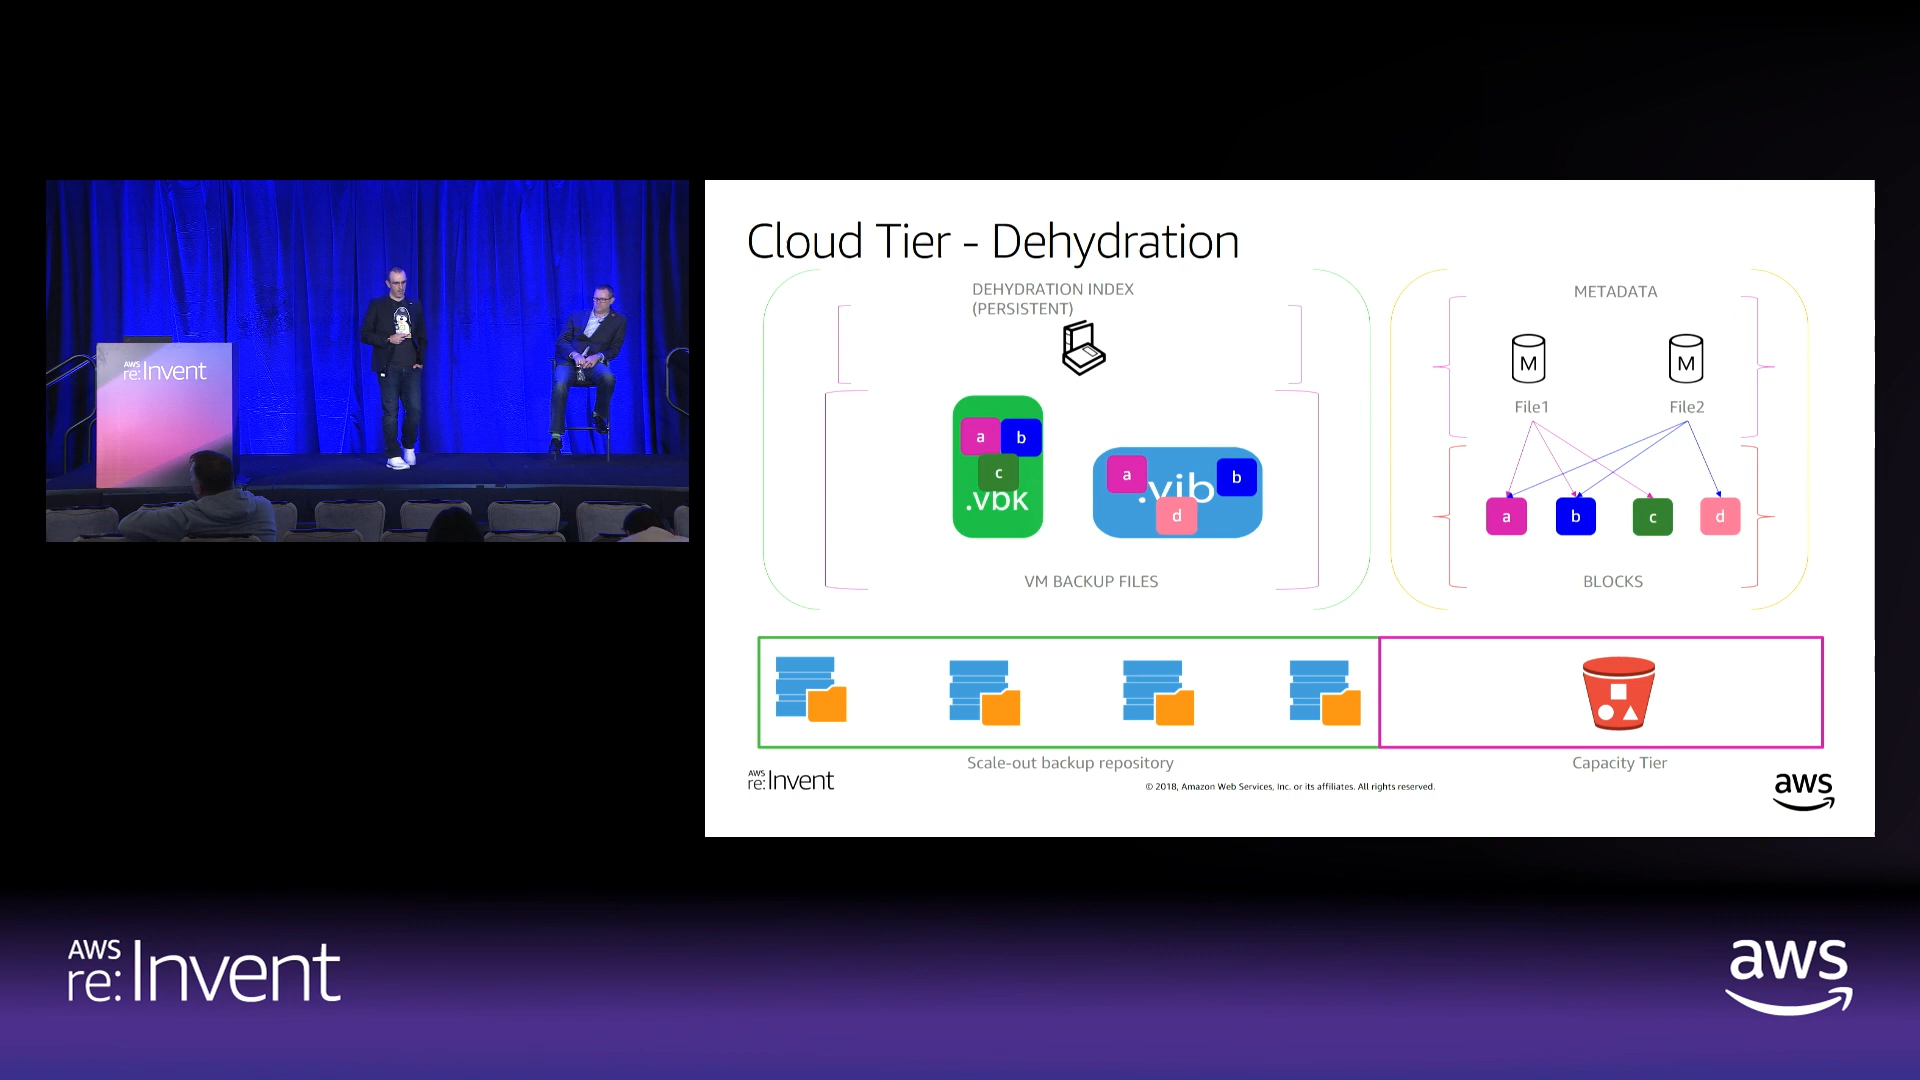 AWS
re:Invent
Cloud Tier - Dehydration
DEHYDRATION INDEX
(PERSISTENT)
a b
c
.vbk
a .vib b
d
VM BACKUP FILES
METADATA
M M
File1 File2
a b c d
BLOCKS
Scale-out backup repository
Capacity Tier
AWS
re:Invent
© 2018, Amazon Web Services, Inc. or its affiliates. All rights reserved.
aws
AWS
re:Invent
aws